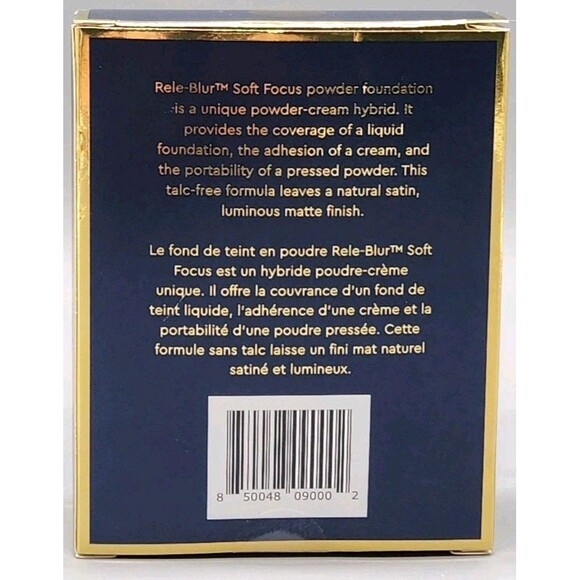 Rele-Blur™ Soft Focus powder foundation
is a unique powder-cream hybrid. It
provides the coverage of a liquid
foundation, the adhesion of a cream, and
the portability of a pressed powder. This
talc-free formula leaves a natural satin,
luminous matte finish.
Le fond de teint en poudre Rele-Blur™ Soft
Focus est un hybride poudre-crème
unique. Il offre la couvrance d'un fond de
teint liquide, l'adhérence d'une crème et la
portabilité d'une poudre pressée. Cette
formule sans talc laisse un fini mat naturel
satiné et lumineux.
8 50048 09000 2